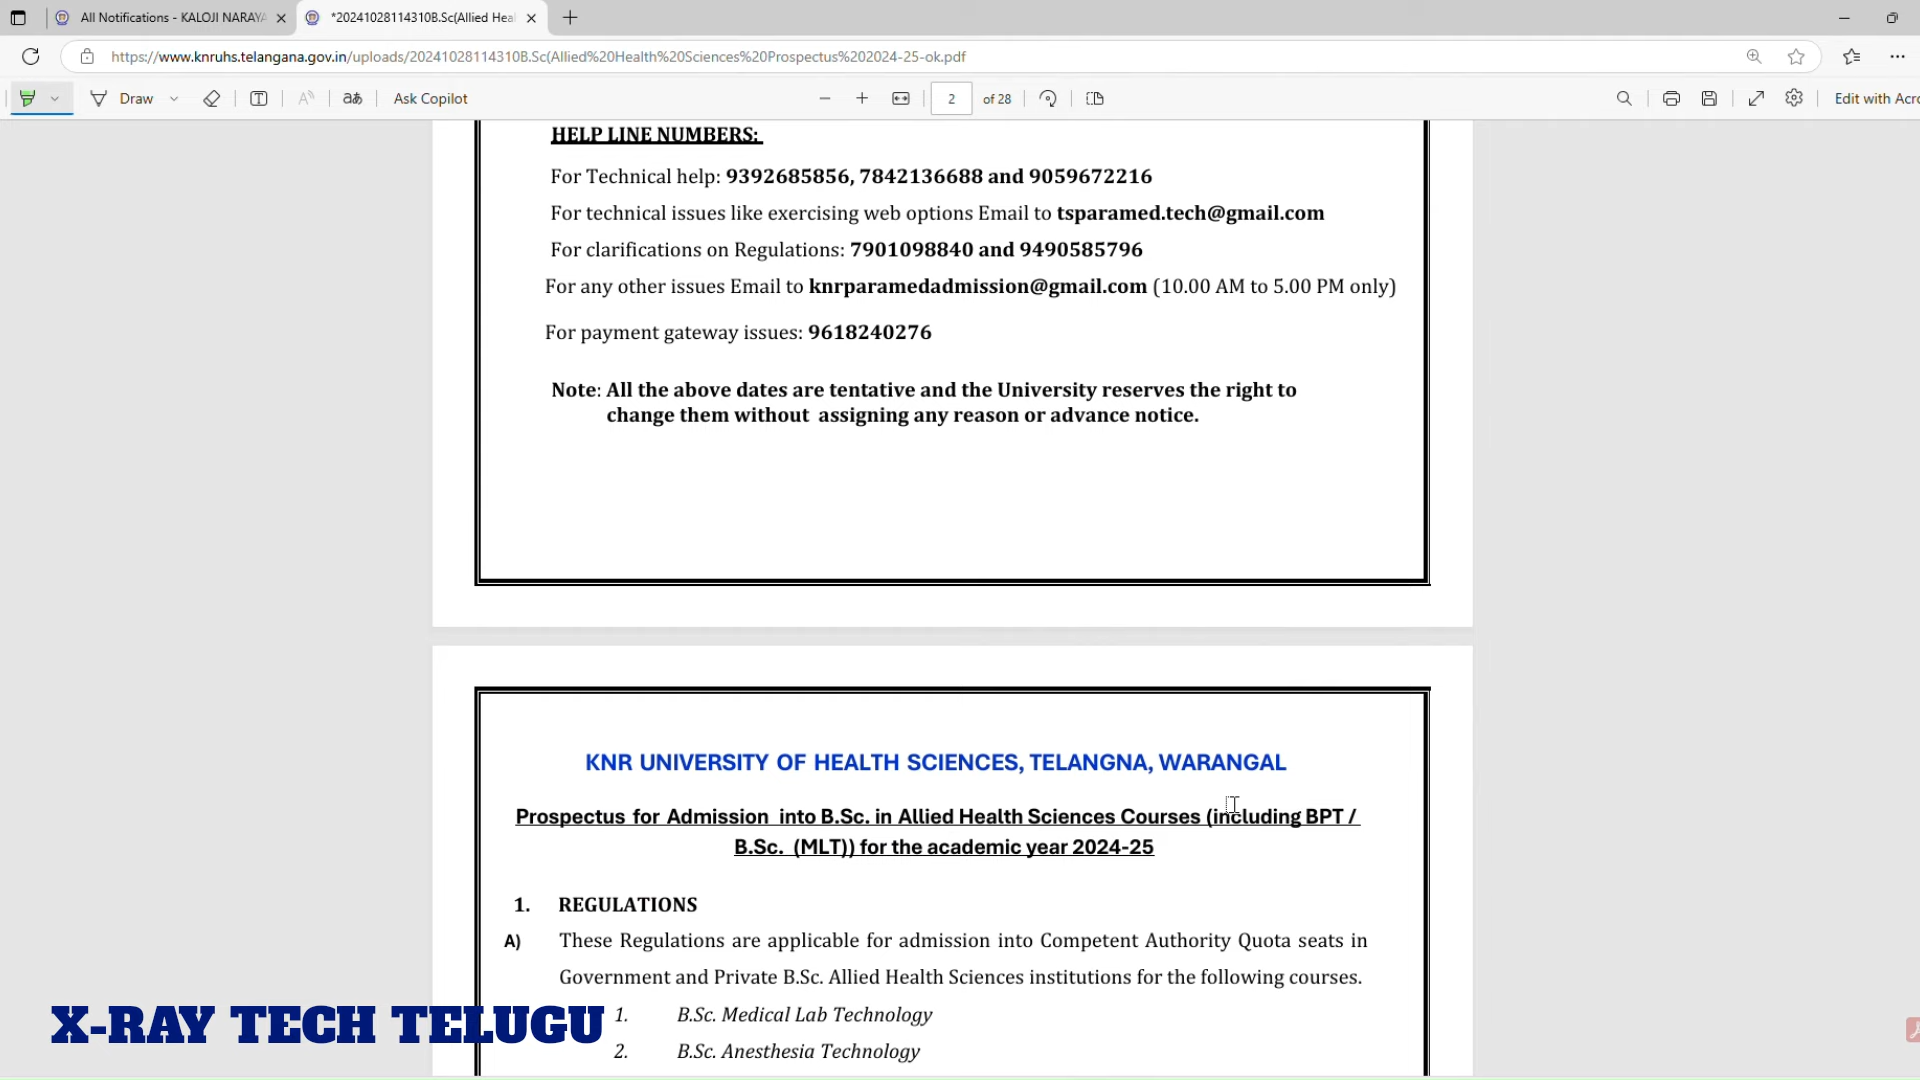 All Notifications - KALOJI NARAYA
*20241028114310B.Sc(Allied Hea
https://www.knruhs.telangana.gov.in/uploads/20241028114310B.Sc(Allied%20Health%20Sciences%20Prospectus%202024-25-ok.pdf
Draw
aあ
Ask Copilot
2 of 28
Edit with Acro
HELP LINE NUMBERS:
For Technical help: 9392685856, 7842136688 and 9059672216
For technical issues like exercising web options Email to tsparamed.tech@gmail.com
For clarifications on Regulations: 7901098840 and 9490585796
For any other issues Email to knrparamedadmission@gmail.com (10.00 AM to 5.00 PM only)
For payment gateway issues: 9618240276
Note: All the above dates are tentative and the University reserves the right to
change them without assigning any reason or advance notice.
KNR UNIVERSITY OF HEALTH SCIENCES, TELANGNA, WARANGAL
Prospectus for Admission into B.Sc. in Allied Health Sciences Courses (including BPT /
B.Sc. (MLT)) for the academic year 2024-25
1. REGULATIONS
A) These Regulations are applicable for admission into Competent Authority Quota seats in
Government and Private B.Sc. Allied Health Sciences institutions for the following courses.
1. B.Sc. Medical Lab Technology
2. B.Sc. Anesthesia Technology
X-RAY TECH TELUGU